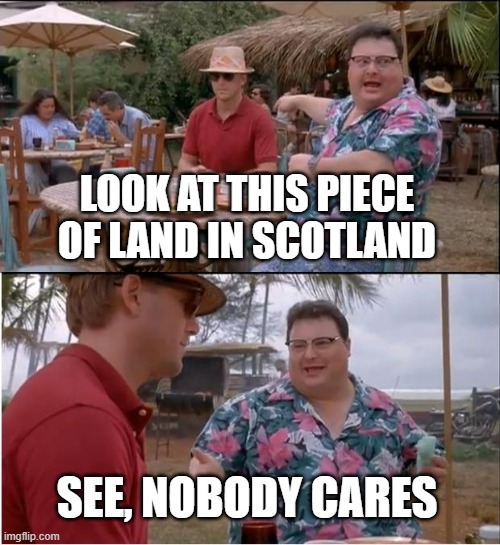 LOOK AT THIS PIECE
OF LAND IN SCOTLAND
SEE, NOBODY CARES
imgflip.com